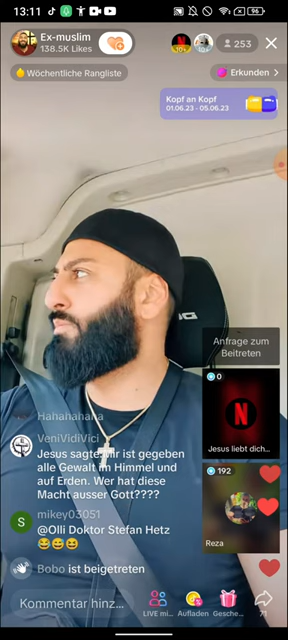 13:11
96
Ex-muslim
138.5K Likes
253
Wöchentliche Rangliste
Erkunden >
Kopf an Kopf
01.06.23 - 05.06.23
Anfrage zum
Beitreten
0
N
Jesus liebt dich...
192
Reza
Hahahahaha
VeniVidiVici
Jesus sagte:Mir ist gegeben
alle Gewalt im Himmel und
auf Erden. Wer hat diese
Macht ausser Gott????
S
mikey03051
@Olli Doktor Stefan Hetz
😂😅😆
Bobo ist beigetreten
Kommentar hinz...
LIVE mi...
Aufladen
Gesche...
71